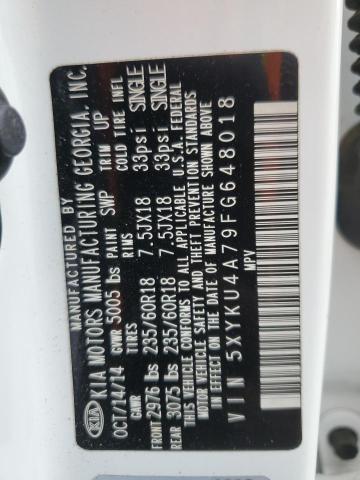 KIA
MANUFACTURED BY
KIA MOTORS MANUFACTURING GEORGIA, INC.
OCT/14/14 GVWR 5005 lbs PAINT SWP TRIM UP
GAWR TIRES RIMS COLD TIRE INFL
FRONT 2976 lbs 235/60R18 7.5JX18 33psi SINGLE
REAR 3075 lbs 235/60R18 7.5JX18 33psi SINGLE
THIS VEHICLE CONFORMS TO ALL APPLICABLE U.S.A. FEDERAL
MOTOR VEHICLE SAFETY AND THEFT PREVENTION STANDARDS
IN EFFECT ON THE DATE OF MANUFACTURE SHOWN ABOVE
VIN 5XYKU4A79FG648018
MPV